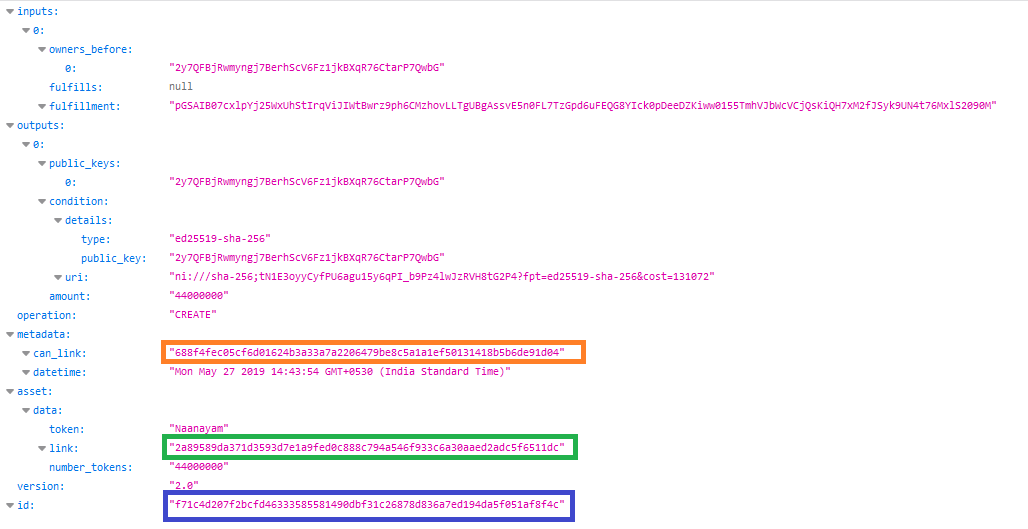 inputs:
0:
owners_before:
0: "2y7QFBjRwmyngj7BerhScV6Fz1jkBXqR76CtarP7QwbG"
fulfills: null
fulfillment: "pGSAIB07cxlpYj25WxUhStIrqViJIWtBwrz9ph6CMzhovLLTgUBgAssvE5n0FL7TzGpd6uFEQG8YIck0pDeeDZKiww0155TmhVJbWcVCjQsKiQH7xM2fJSyk9UN4t76MxlS2090M"
outputs:
0:
public_keys:
0: "2y7QFBjRwmyngj7BerhScV6Fz1jkBXqR76CtarP7QwbG"
condition:
details:
type: "ed25519-sha-256"
public_key: "2y7QFBjRwmyngj7BerhScV6Fz1jkBXqR76CtarP7QwbG"
uri: "ni:///sha-256;tN1E3oyyCyfPU6agu15y6qPI_b9Pz4lwJzRVH8tG2P4?fpt=ed25519-sha-256&cost=131072"
amount: "44000000"
operation: "CREATE"
metadata:
can_link: "688f4fec05cf6d01624b3a33a7a2206479be8c5a1a1ef50131418b5b6de91d04"
datetime: "Mon May 27 2019 14:43:54 GMT+0530 (India Standard Time)"
asset:
data:
token: "Naanayam"
link: "2a89589da371d3593d7e1a9fed0c888c794a546f933c6a30aaed2adc5f6511dc"
number_tokens: "44000000"
version: "2.0"
id: "f71c4d207f2bcfd46333585581490dbf31c26878d836a7ed194da5f051af8f4c"